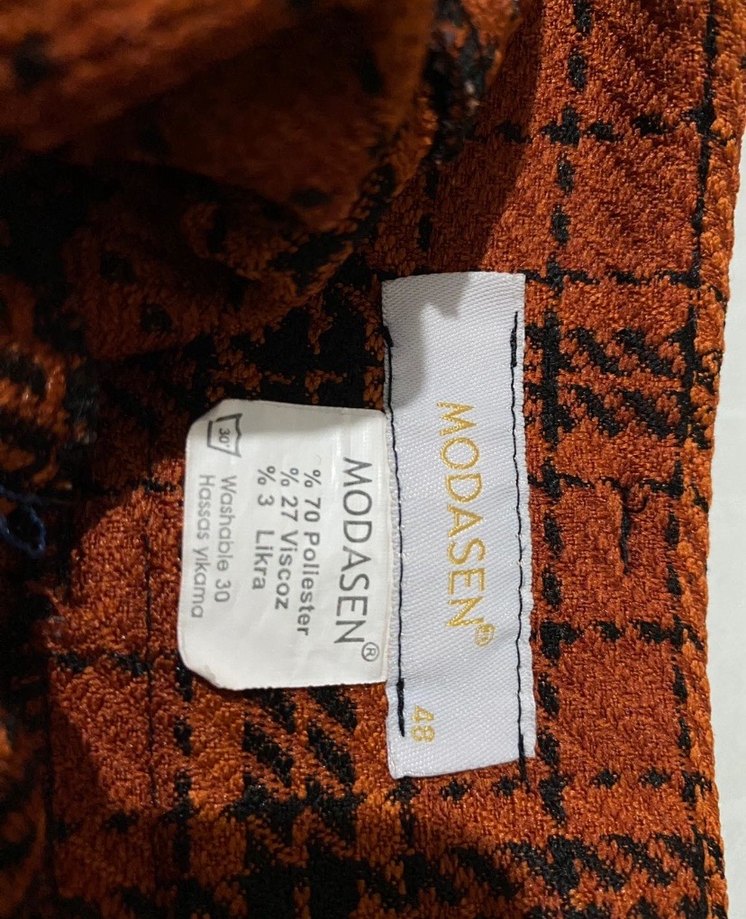 MODASEN®
48
MODASEN®
% 70 Poliester
% 27 Viscoz
% 3 Likra
30°
Washable 30
Hassas yıkama